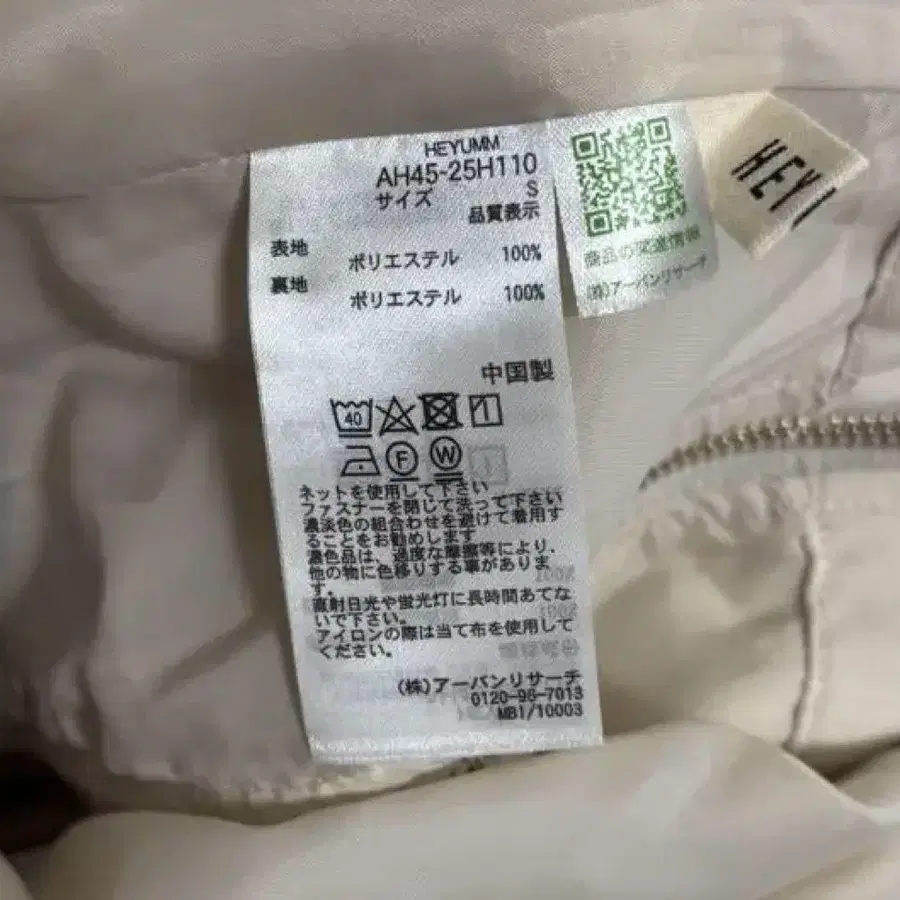 HEYUMM
AH45-25H110
サイズ S
品質表示
表地 ポリエステル 100%
裏地 ポリエステル 100%
中国製
40
F W
ネットを使用して下さい
ファスナーを閉じて洗って下さい
濃淡色の組合わせを避けて着用す
ることをお勧めします
濃色品は、過度な摩擦等により、
他の物に色移りする事がありま
す。
直射日光や蛍光灯に長時間あてな
いで下さい。
アイロンの際は当て布を使用して
ください。
(株)アーバンリサーチ
0120-96-7013
MB1/10003
商品の関連情報
(株)アーバンリサーチ
HEY